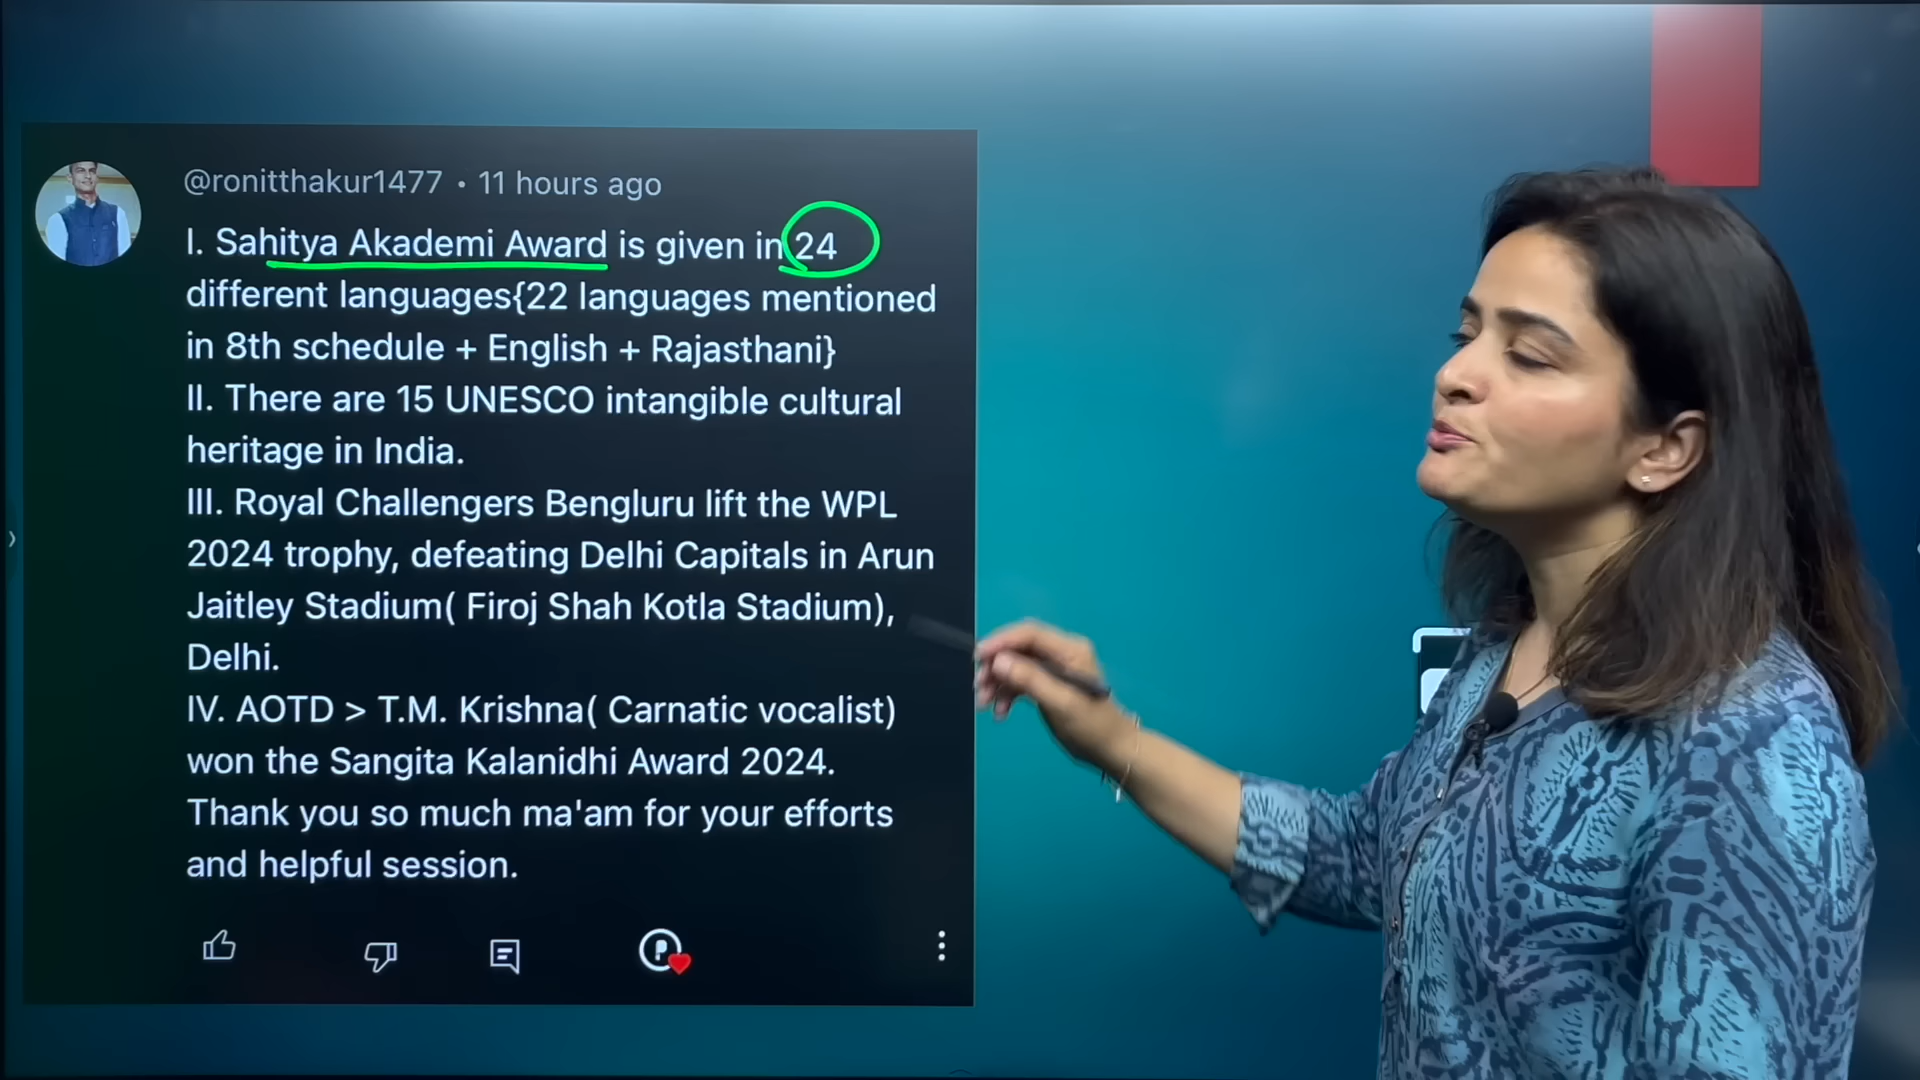 @ronitthakur1477 • 11 hours ago
I. Sahitya Akademi Award is given in 24
different languages{22 languages mentioned
in 8th schedule + English + Rajasthani}
II. There are 15 UNESCO intangible cultural
heritage in India.
III. Royal Challengers Bengluru lift the WPL
2024 trophy, defeating Delhi Capitals in Arun
Jaitley Stadium( Firoj Shah Kotla Stadium),
Delhi.
IV. AOTD > T.M. Krishna( Carnatic vocalist)
won the Sangita Kalanidhi Award 2024.
Thank you so much ma'am for your efforts
and helpful session.